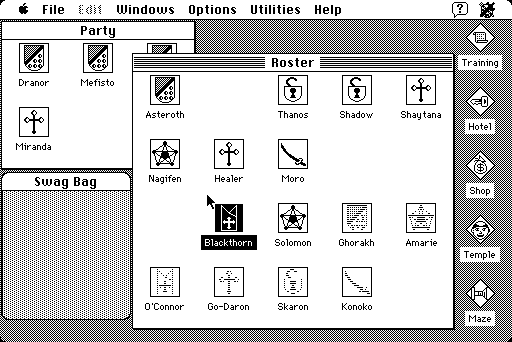 File Edit Windows Options Utilities Help
Party
Dranor Mefisto
Miranda
Swag Bag
Roster
Asteroth Thanos Shadow Shaytana
Nagifen Healer Moro
Blackthorn Solomon Ghorakh Amarie
O'Connor Go-Daron Skaron Konoko
Training
Hotel
Shop
Temple
Maze